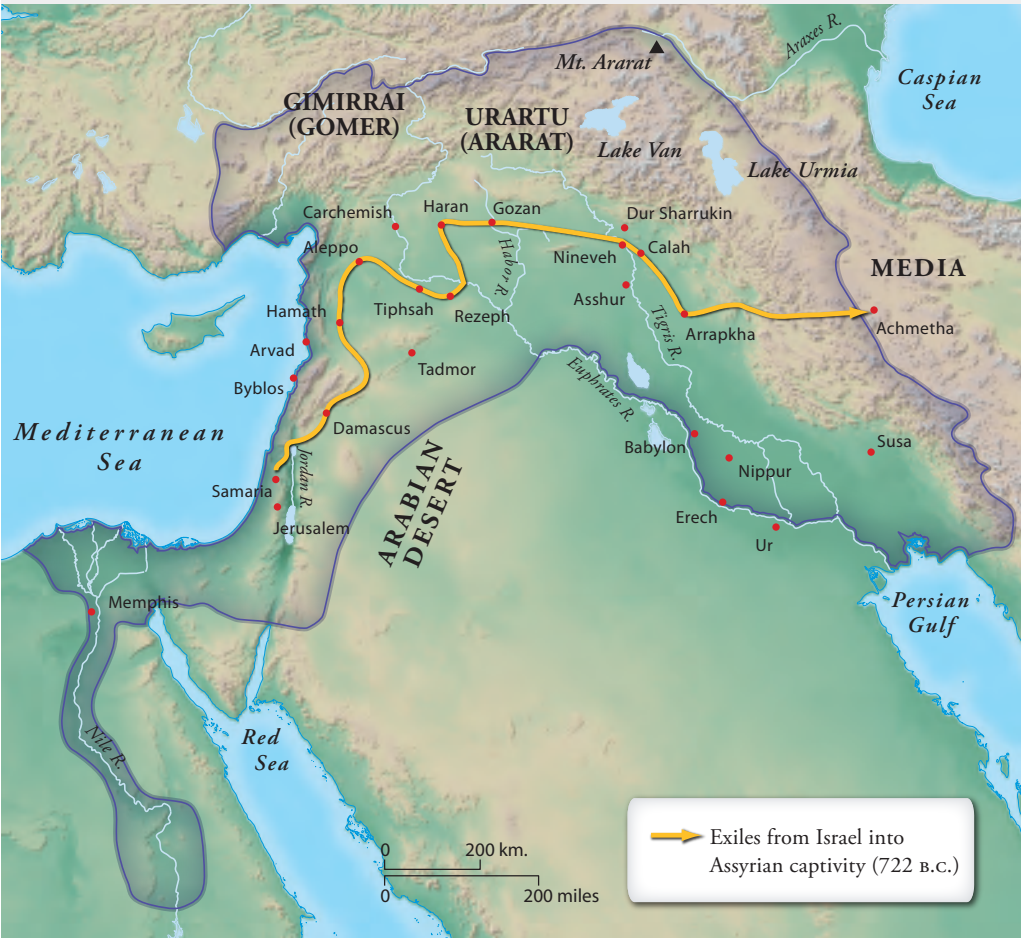 Araxes R.
Mt. Ararat
Caspian
Sea
GIMIRRAI
(GOMER)
URARTU
(ARARAT)
Lake Van
Lake Urmia
Carchemish
Haran
Gozan
Dur Sharrukin
Aleppo
Habor R.
Nineveh
Calah
MEDIA
Hamath
Tiphsah
Rezeph
Asshur
Tigris R.
Arrapkha
Achmetha
Arvad
Tadmor
Byblos
Euphrates R.
Mediterranean
Sea
Damascus
Babylon
Susa
Nippur
Jordan R.
Samaria
ARABIAN
DESERT
Jerusalem
Erech
Ur
Memphis
Persian
Gulf
Nile R.
Red
Sea
0 200 km.
0 200 miles
Exiles from Israel into
Assyrian captivity (722 B.C.)